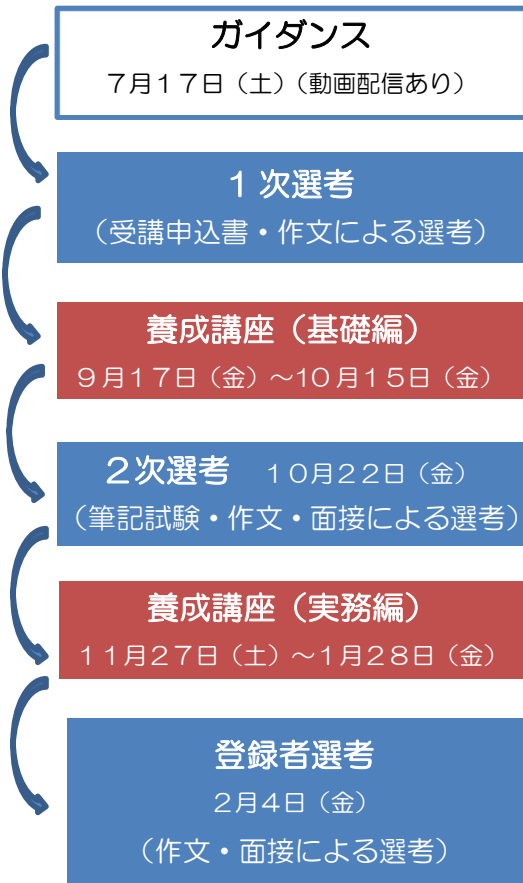 ガイダンス
７月１７日（土）（動画配信あり）
１次選考
（受講申込書・作文による選考）
養成講座（基礎編）
９月１７日（金）～10月１５日（金）
２次選考　１０月２２日（金）
（筆記試験・作文・面接による選考）
養成講座（実務編）
１１月２７日（土）～１月２８日（金）
登録者選考
２月４日（金）
（作文・面接による選考）